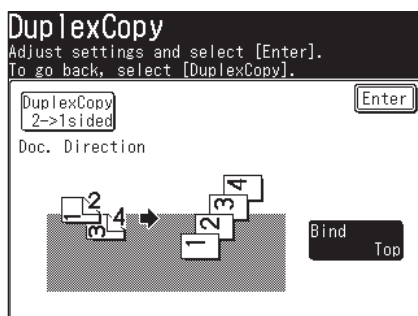 DuplexCopy
Adjust settings and select [Enter].
To go back, select [DuplexCopy].
DuplexCopy
2->1sided
Enter
Doc. Direction
1 2 3 4
1 2 3 4
Bind
Top